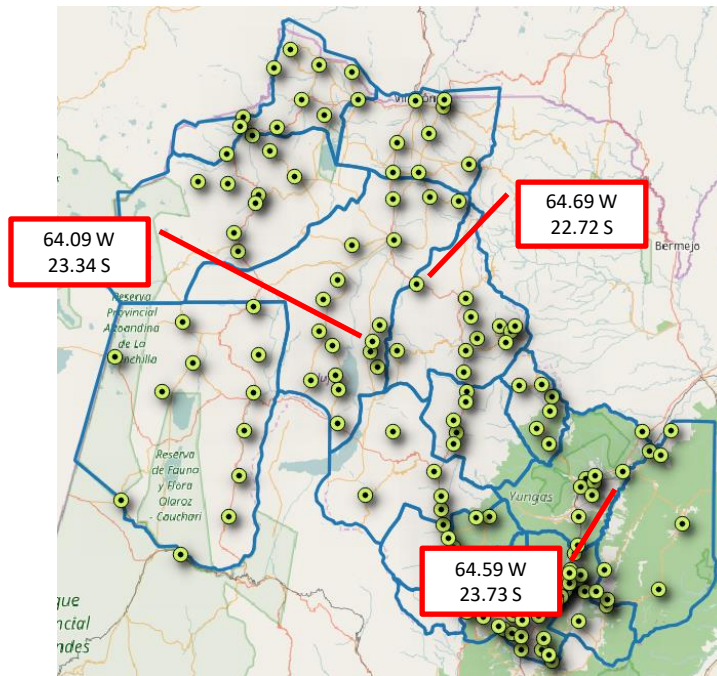 64.69 W
22.72 S
64.09 W
23.34 S
Bermejo
Reserva
Provincial
Altoandina
de La
Chinchilla
Reserva
de Fauna
y Flora
Olaroz
- Cauchari
Yungas
64.59 W
23.73 S
que
incial
ndes